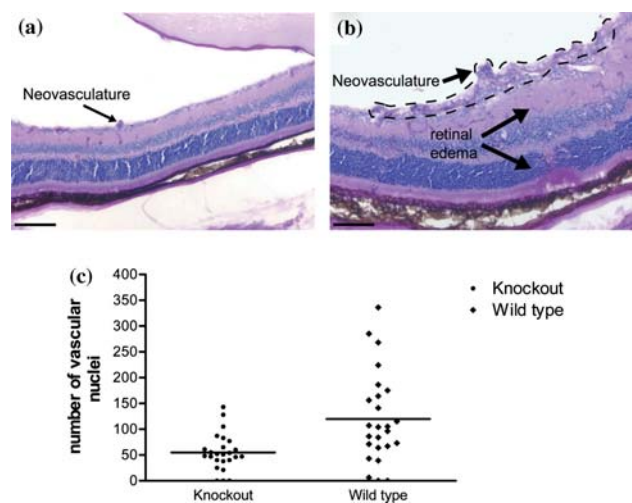 (a)
Neovasculature
(b)
Neovasculature
retinal
edema
(c)
number of vascular
nuclei
400
350
300
250
200
150
100
50
0
Knockout
Wild type
Knockout
Wild type